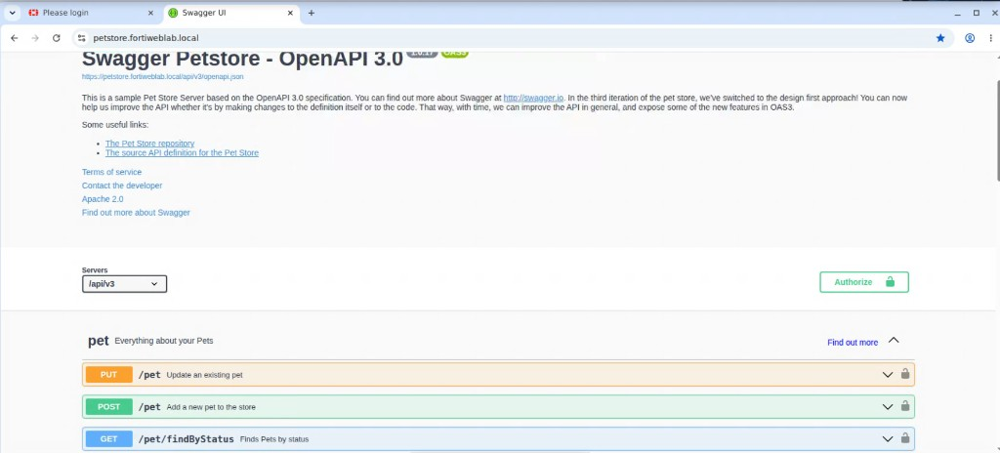 Please login
Swagger UI
petstore.fortiweblab.local
Swagger Petstore - OpenAPI 3.0
https://petstore.fortiweblab.local/api/v3/openapi.json
This is a sample Pet Store Server based on the OpenAPI 3.0 specification. You can find out more about Swagger at http://swagger.io. In the third iteration of the pet store, we've switched to the design first approach! You can now
help us improve the API whether it's by making changes to the definition itself or to the code. That way, with time, we can improve the API in general, and expose some of the new features in OAS3.
Some useful links:
• The Pet Store repository
• The source API definition for the Pet Store
Terms of service
Contact the developer
Apache 2.0
Find out more about Swagger
Servers
/api/v3
Authorize
pet Everything about your Pets
Find out more
PUT /pet Update an existing pet
POST /pet Add a new pet to the store
GET /pet/findByStatus Finds Pets by status